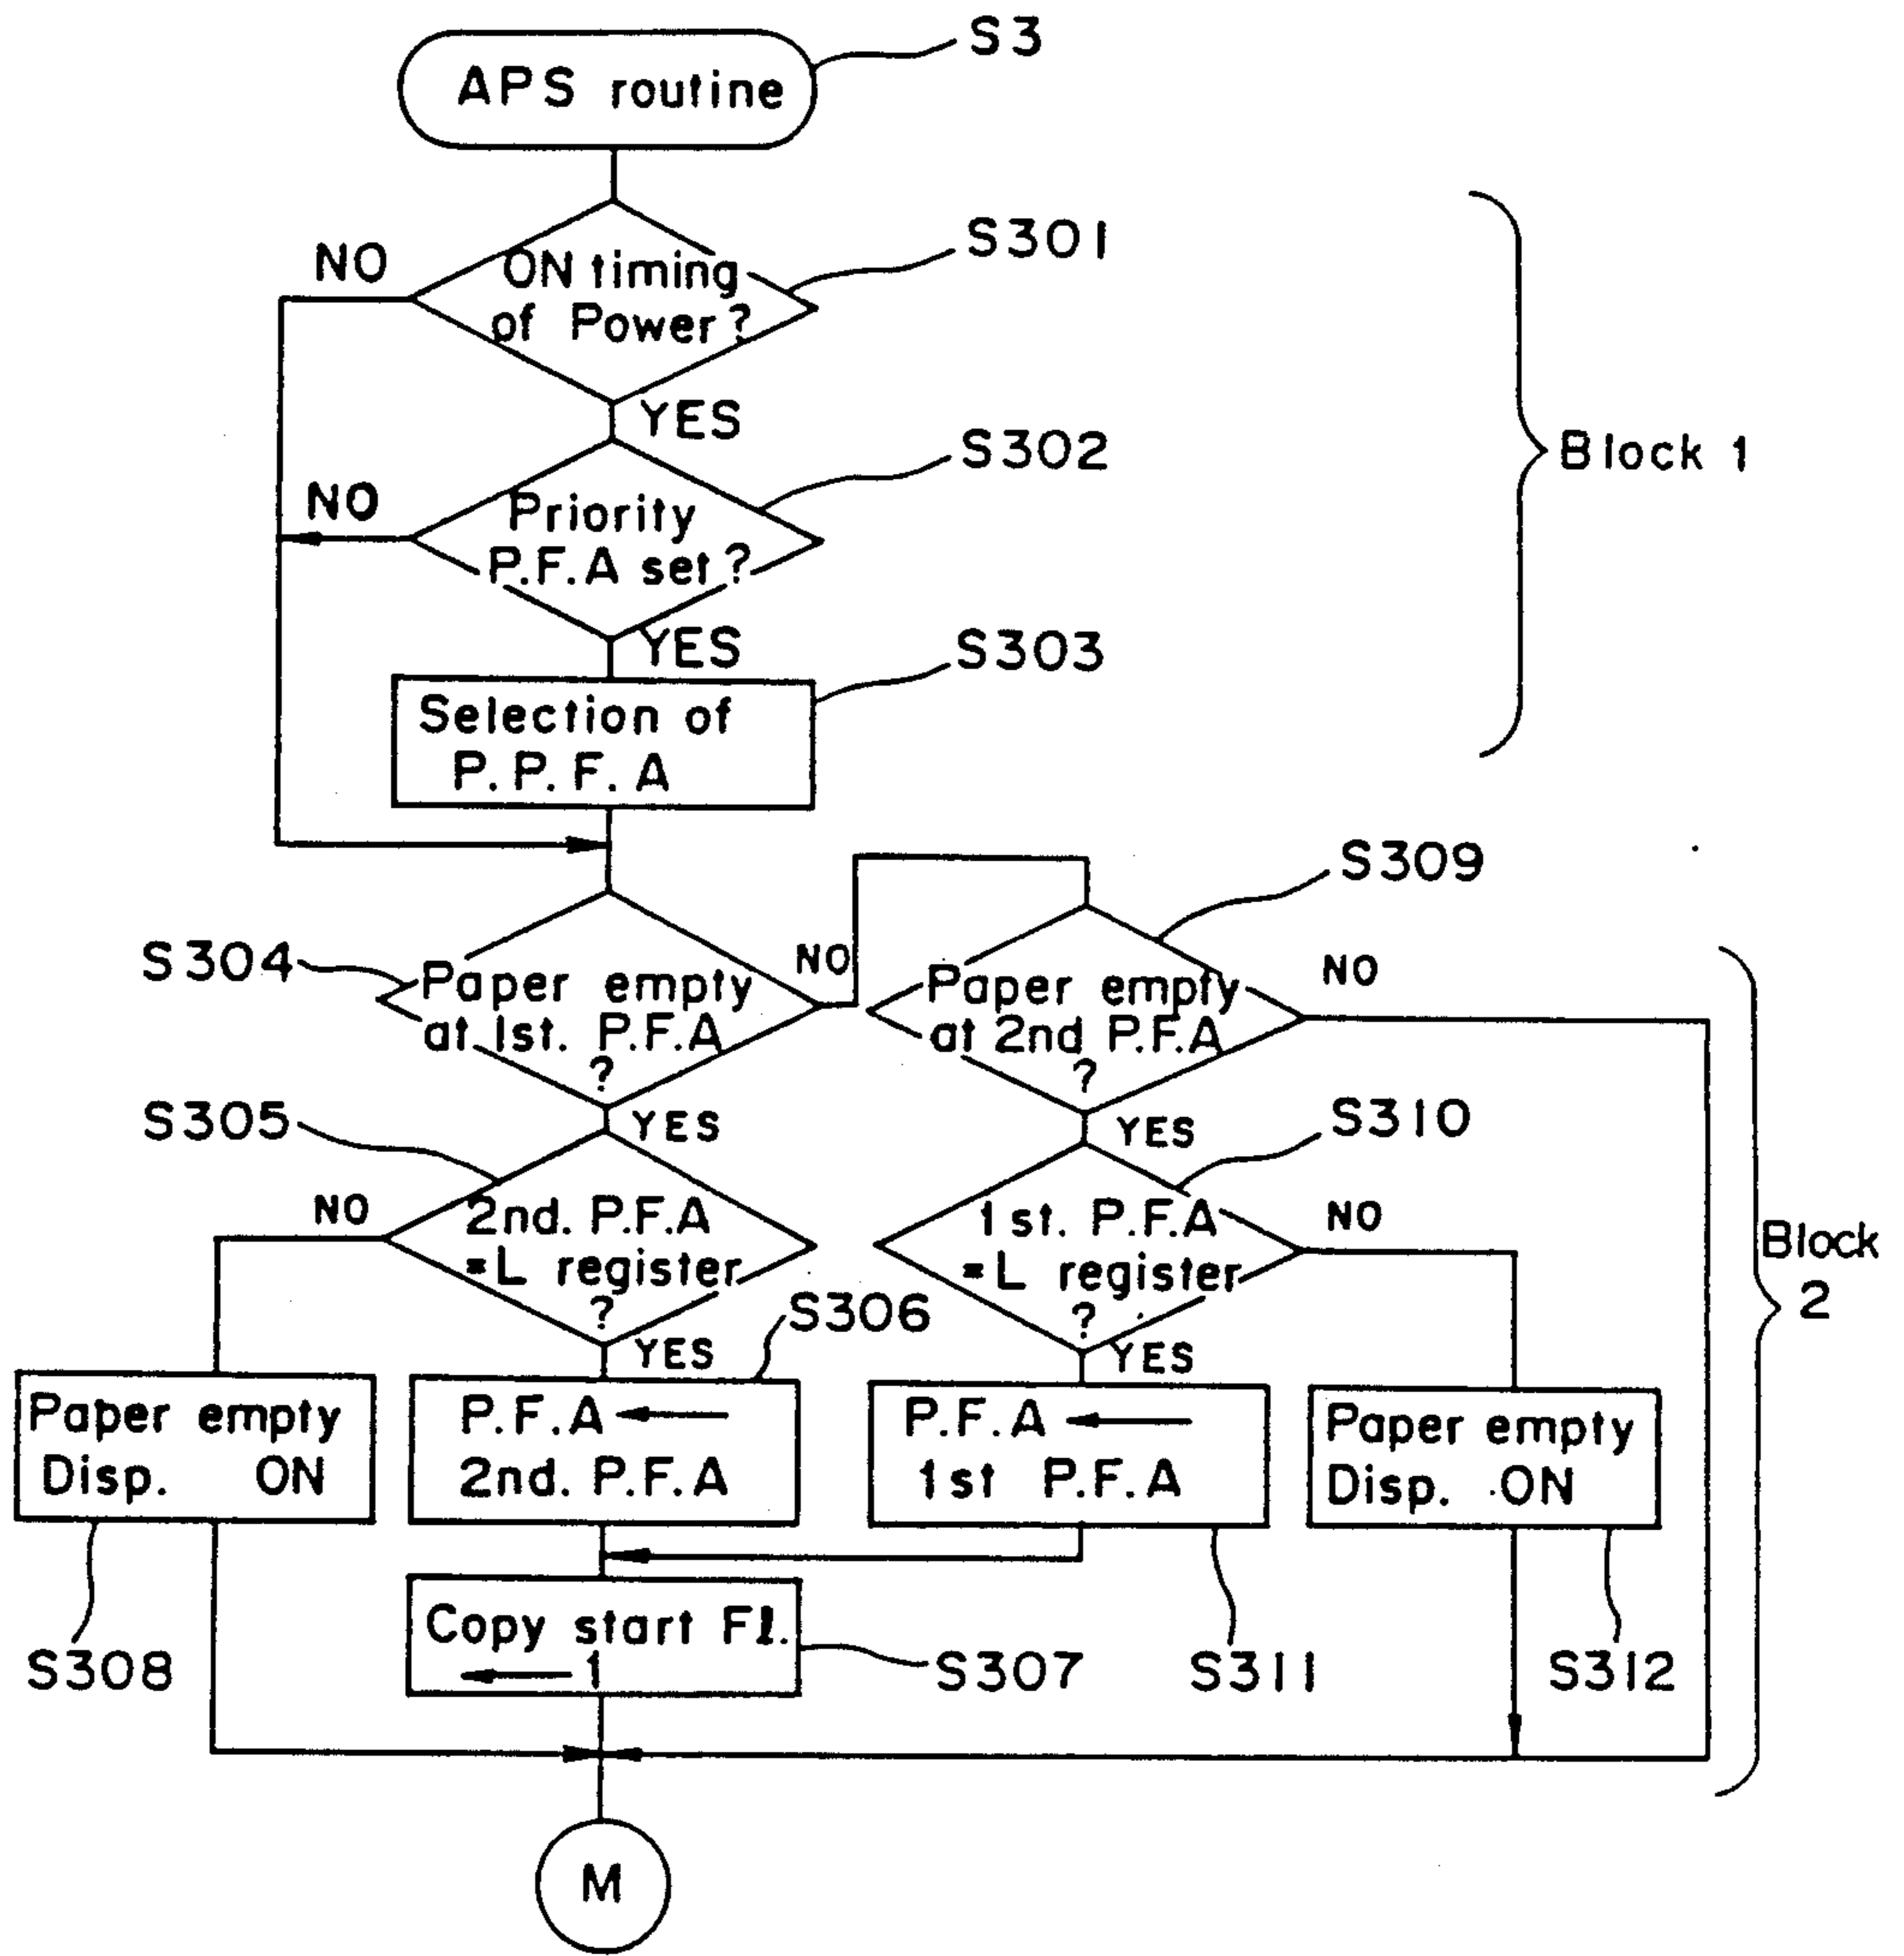 S3
APS routine
S301
NO
ON timing
of Power?
YES
S302
NO
Priority
P.F.A set?
YES
S303
Selection of
P.P.F.A
Block 1
S309
S304
NO
NO
Paper empty
at 1st. P.F.A
?
Paper empty
at 2nd P.F.A
?
S305
YES
YES
S310
NO
2nd. P.F.A
=L register
?
1st. P.F.A
=L register
?
NO
Block
2
S306
YES
YES
Paper empty
Disp. ON
P.F.A ←
2nd. P.F.A
P.F.A ←
1st P.F.A
Paper empty
Disp. ON
Copy start Fl.
← 1
S308
S307
S311
S312
M